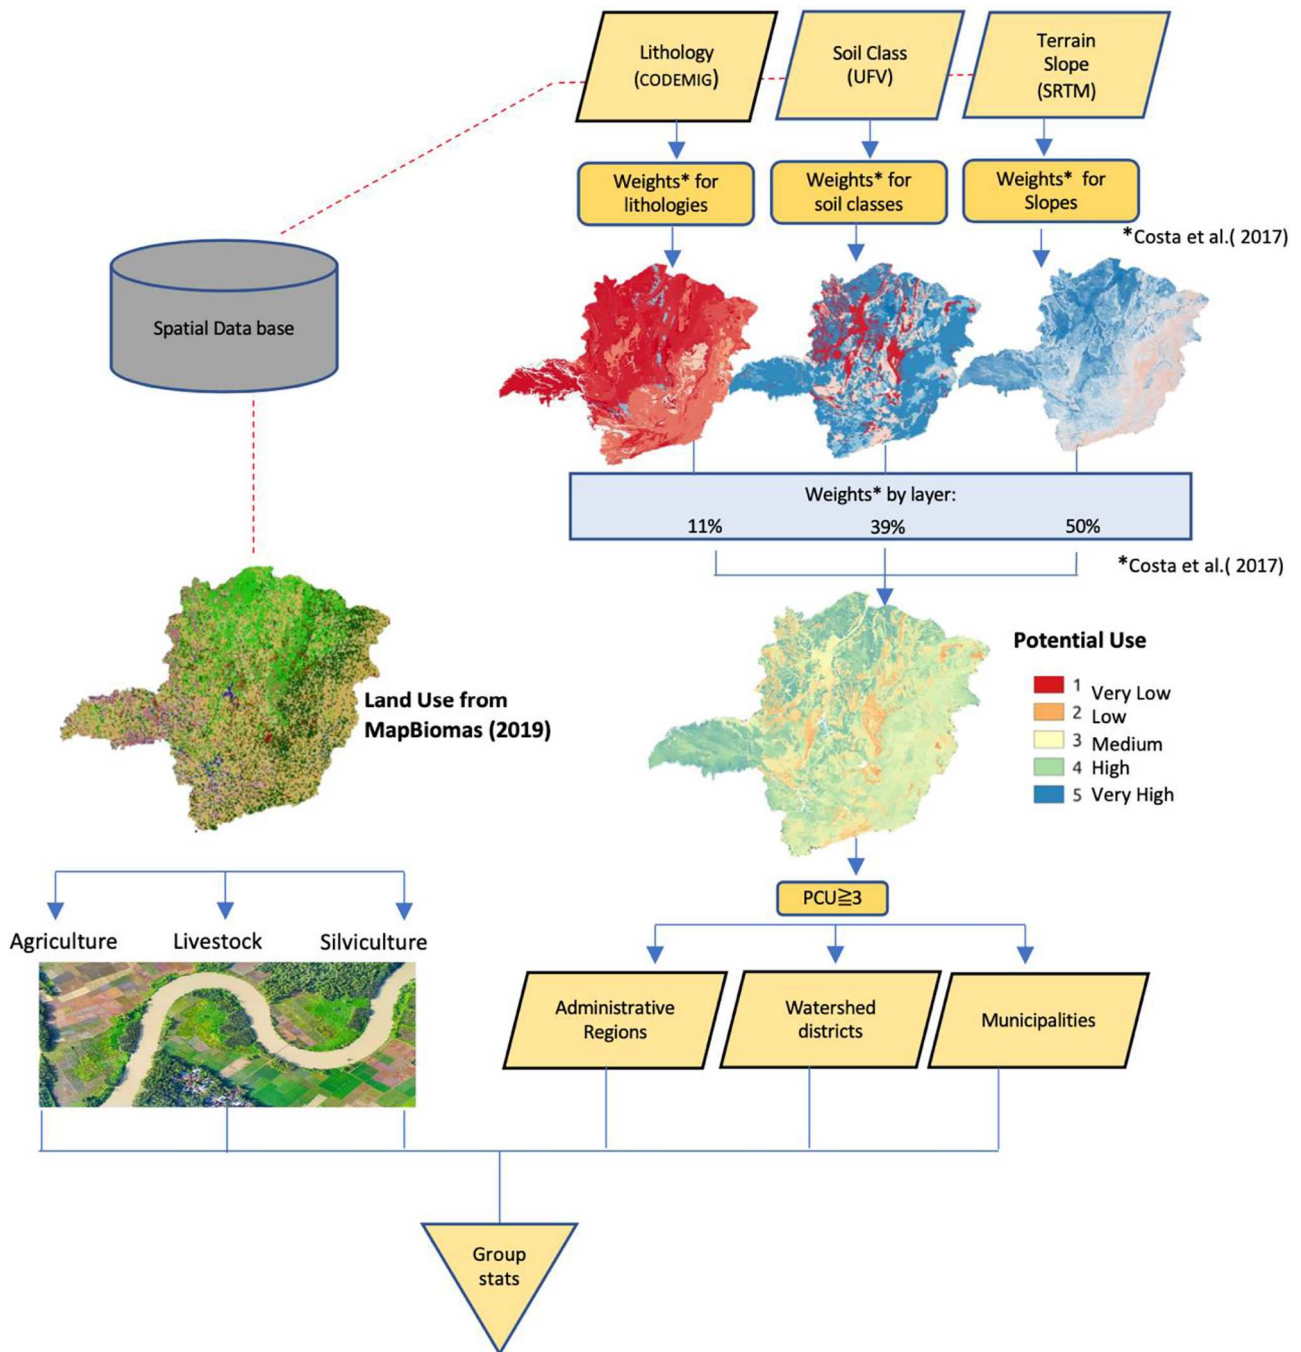 Lithology
(CODEMIG)
Soil Class
(UFV)
Terrain
Slope
(SRTM)
Weights* for
lithologies
Weights* for
soil classes
Weights* for
Slopes
*Costa et al.( 2017)
Spatial Data base
Weights* by layer:
11%
39%
50%
*Costa et al.( 2017)
Land Use from
MapBiomas (2019)
Potential Use
1 Very Low
2 Low
3 Medium
4 High
5 Very High
PCU≧3
Agriculture
Livestock
Silviculture
Administrative
Regions
Watershed
districts
Municipalities
Group
stats